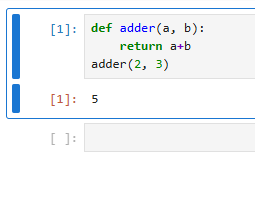 [1]: def adder(a, b):
    return a+b
adder(2, 3)
[1]: 5
[ ]: